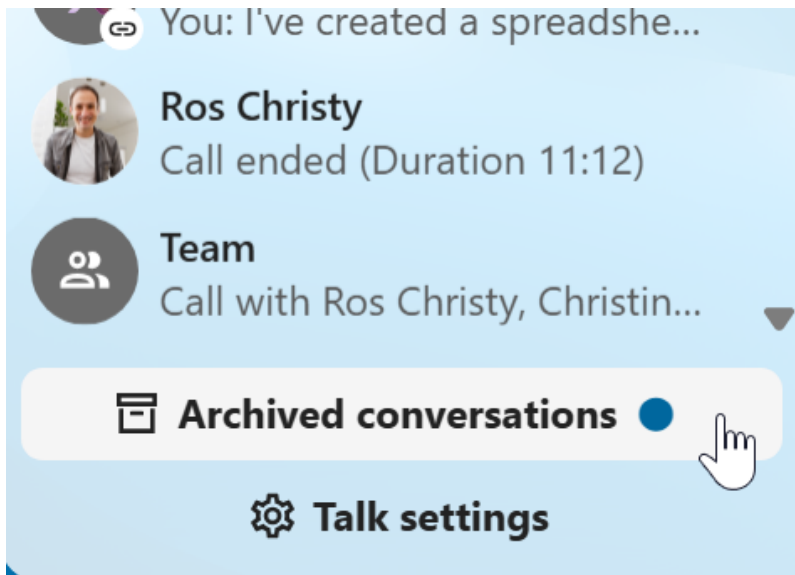 You: I've created a spreadshe...
Ros Christy
Call ended (Duration 11:12)
Team
Call with Ros Christy, Christin...
Archived conversations
Talk settings